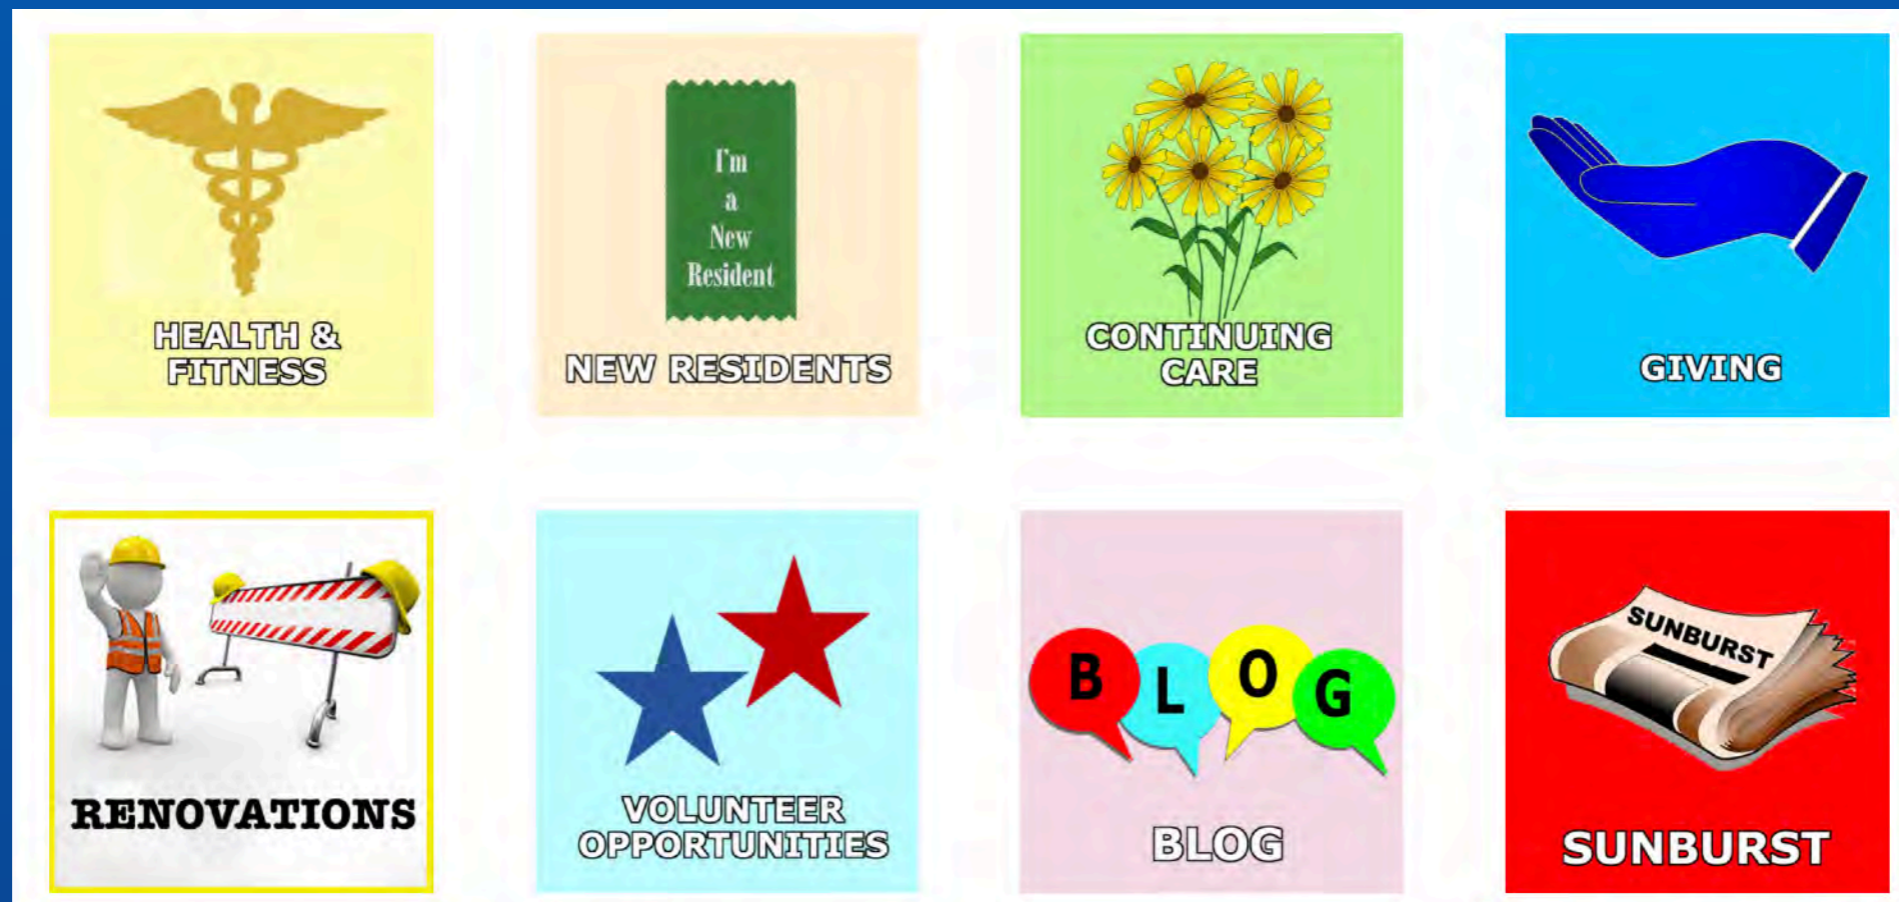 I'm
a
New
Resident
HEALTH &
FITNESS
NEW RESIDENTS
CONTINUING
CARE
GIVING
RENOVATIONS
VOLUNTEER
OPPORTUNITIES
B L O G
BLOG
SUNBURST
SUNBURST